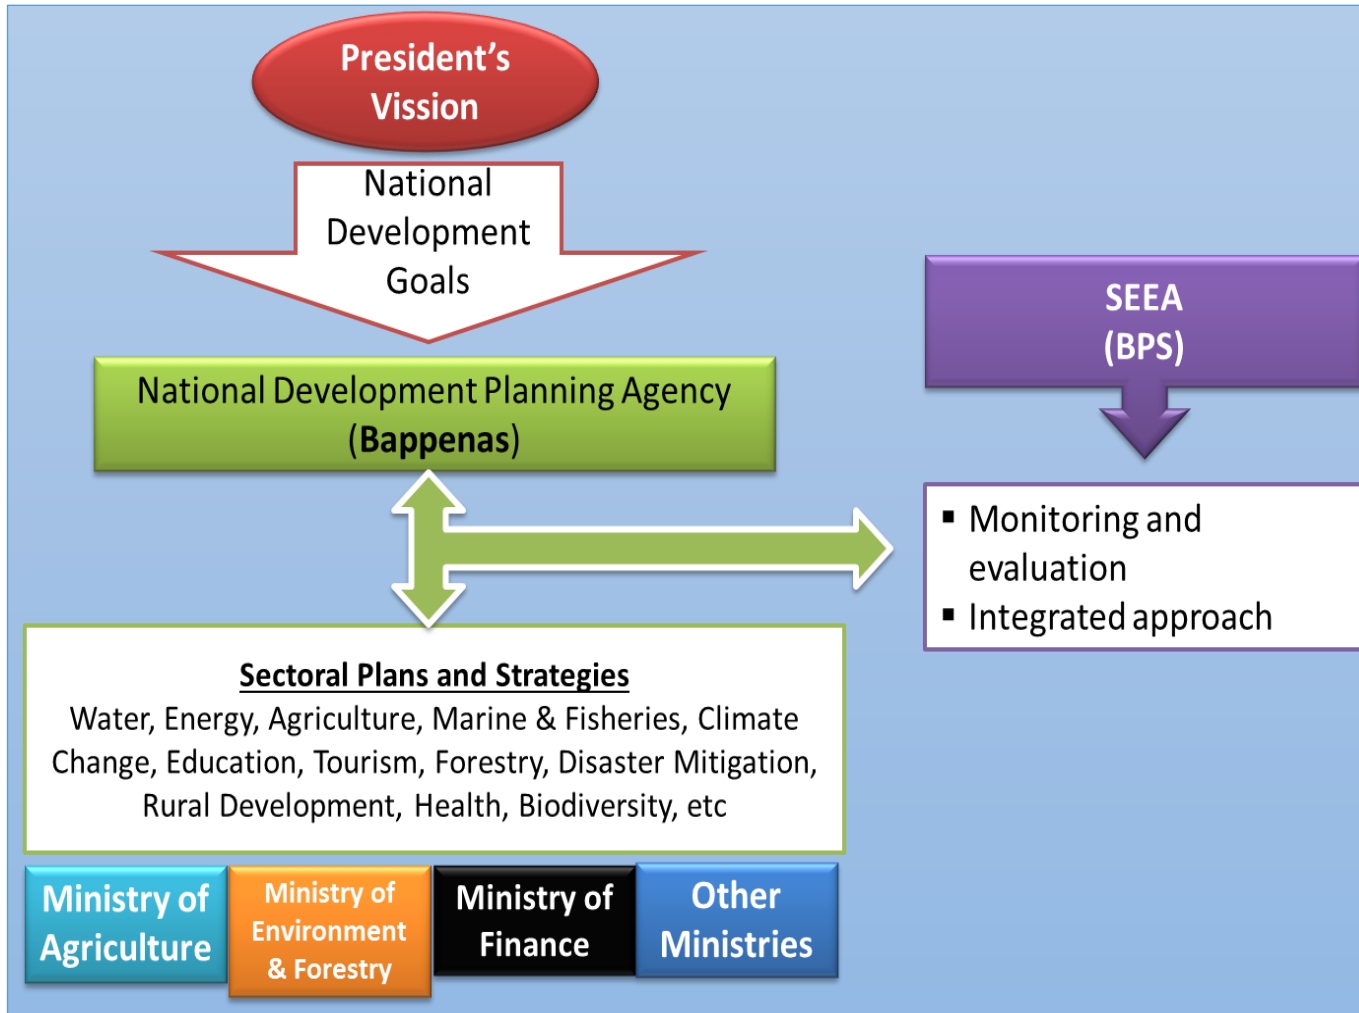 President’s
Vission
National
Development
Goals
National Development Planning Agency
(Bappenas)
SEEA
(BPS)
▪ Monitoring and
evaluation
▪ Integrated approach
Sectoral Plans and Strategies
Water, Energy, Agriculture, Marine & Fisheries, Climate
Change, Education, Tourism, Forestry, Disaster Mitigation,
Rural Development, Health, Biodiversity, etc
Ministry of
Agriculture
Ministry of
Environment
& Forestry
Ministry of
Finance
Other
Ministries